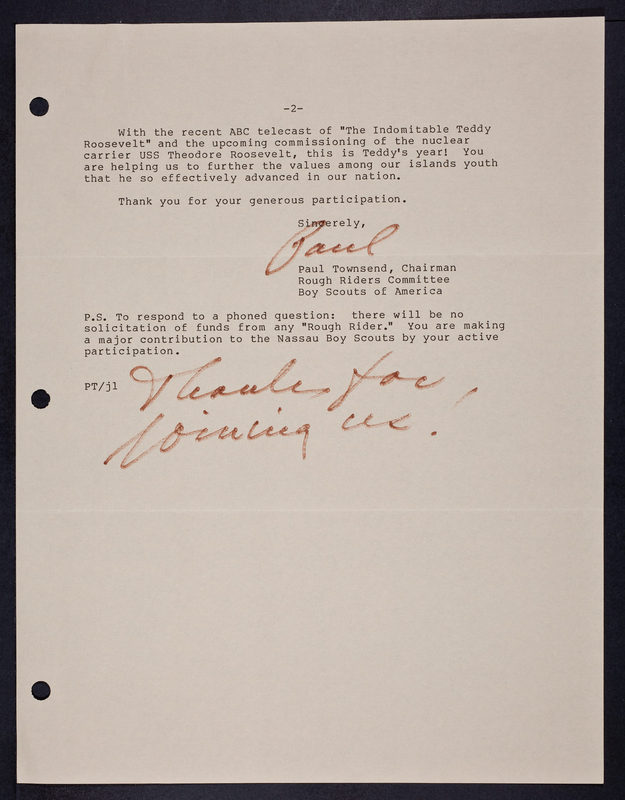 -2-
With the recent ABC telecast of "The Indomitable Teddy
Roosevelt" and the upcoming commissioning of the nuclear
carrier USS Theodore Roosevelt, this is Teddy's year! You
are helping us to further the values among our islands youth
that he so effectively advanced in our nation.
Thank you for your generous participation.
Sincerely,
Paul
Paul Townsend, Chairman
Rough Riders Committee
Boy Scouts of America
P.S. To respond to a phoned question: there will be no
solicitation of funds from any "Rough Rider." You are making
a major contribution to the Nassau Boy Scouts by your active
participation.
PT/jl
Thanks for
joining us!